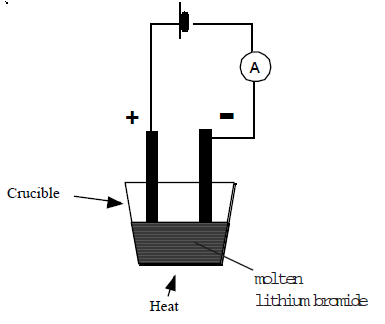 A
+
-
Crucible
molten
lithium bromide
Heat